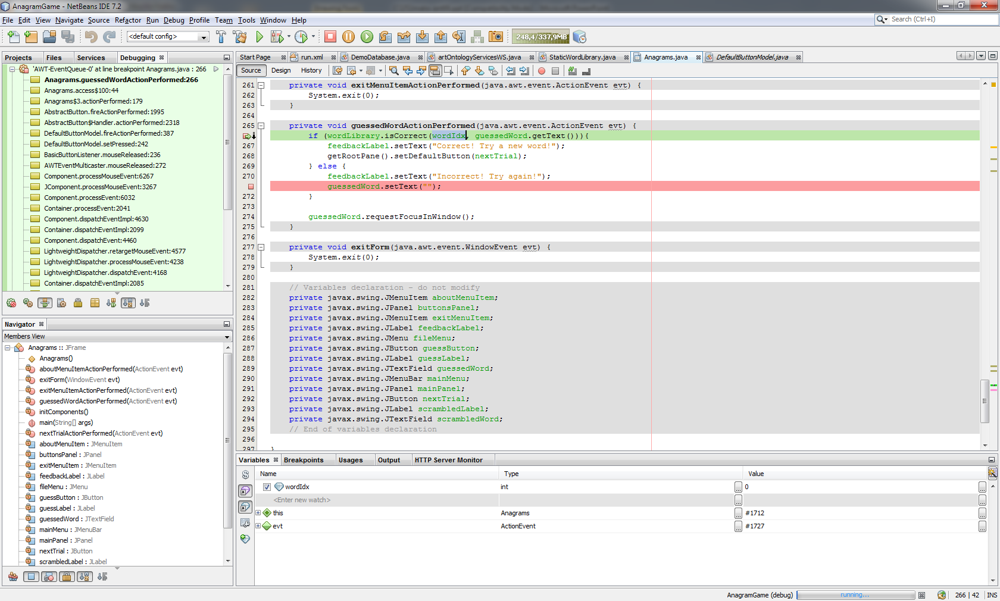 AnagramGame - NetBeans IDE 7.2
File Edit View Navigate Source Refactor Run Debug Profile Team Tools Window Help
Search (Ctrl+I)
<default config>
248,4/337,9MB
Projects Files Services Debugging
'AWT-EventQueue-0' at line breakpoint Anagrams.java : 266
Anagrams.guessedWordActionPerformed:266
Anagrams.access$100:44
Anagrams$3.actionPerformed:179
AbstractButton.fireActionPerformed:1995
AbstractButton$Handler.actionPerformed:2318
DefaultButtonModel.fireActionPerformed:387
DefaultButtonModel.setPressed:242
BasicButtonListener.mouseReleased:236
AWTEventMulticaster.mouseReleased:272
Component.processMouseEvent:6267
JComponent.processMouseEvent:3267
Component.processEvent:6032
Container.processEvent:2041
Component.dispatchEventImpl:4630
Container.dispatchEventImpl:2099
Component.dispatchEvent:4460
LightweightDispatcher.retargetMouseEvent:4577
LightweightDispatcher.processMouseEvent:4238
LightweightDispatcher.dispatchEvent:4168
Container.dispatchEventImpl:2085
Navigator
Members View
Anagrams :: JFrame
Anagrams()
aboutMenuItemActionPerformed(ActionEvent evt)
exitForm(WindowEvent evt)
exitMenuItemActionPerformed(ActionEvent evt)
guessedWordActionPerformed(ActionEvent evt)
initComponents()
main(String[] args)
nextTrialActionPerformed(ActionEvent evt)
aboutMenuItem : JMenuItem
buttonsPanel : JPanel
exitMenuItem : JMenuItem
feedbackLabel : JLabel
fileMenu : JMenu
guessButton : JButton
guessLabel : JLabel
guessedWord : JTextField
mainMenu : JMenuBar
mainPanel : JPanel
nextTrial : JButton
scrambledLabel : JLabel
Start Page run.xml DemoDatabase.java artOntologyServicesWS.java StaticWordLibrary.java Anagrams.java DefaultButtonModel.java
Source Design History
261 private void exitMenuItemActionPerformed(java.awt.event.ActionEvent evt) {
262 System.exit(0);
263 }
264
265 private void guessedWordActionPerformed(java.awt.event.ActionEvent evt) {
if (wordLibrary.isCorrect(wordIdx, guessedWord.getText())){
267 feedbackLabel.setText("Correct! Try a new word!");
268 getRootPane().setDefaultButton(nextTrial);
269 } else {
270 feedbackLabel.setText("Incorrect! Try again!");
guessedWord.setText("");
272 }
273
274 guessedWord.requestFocusInWindow();
275 }
276
277 private void exitForm(java.awt.event.WindowEvent evt) {
278 System.exit(0);
279 }
280
281 // Variables declaration - do not modify
282 private javax.swing.JMenuItem aboutMenuItem;
283 private javax.swing.JPanel buttonsPanel;
284 private javax.swing.JMenuItem exitMenuItem;
285 private javax.swing.JLabel feedbackLabel;
286 private javax.swing.JMenu fileMenu;
287 private javax.swing.JButton guessButton;
288 private javax.swing.JLabel guessLabel;
289 private javax.swing.JTextField guessedWord;
290 private javax.swing.JMenuBar mainMenu;
291 private javax.swing.JPanel mainPanel;
292 private javax.swing.JButton nextTrial;
293 private javax.swing.JLabel scrambledLabel;
294 private javax.swing.JTextField scrambledWord;
295 // End of variables declaration
296
297 }
Variables Breakpoints Usages Output HTTP Server Monitor
Name Type Value
wordIdx int ... 0 ...
<Enter new watch> ... ...
this Anagrams ... #1712 ...
evt ActionEvent ... #1727 ...
AnagramGame (debug) running... 266 | 42 INS